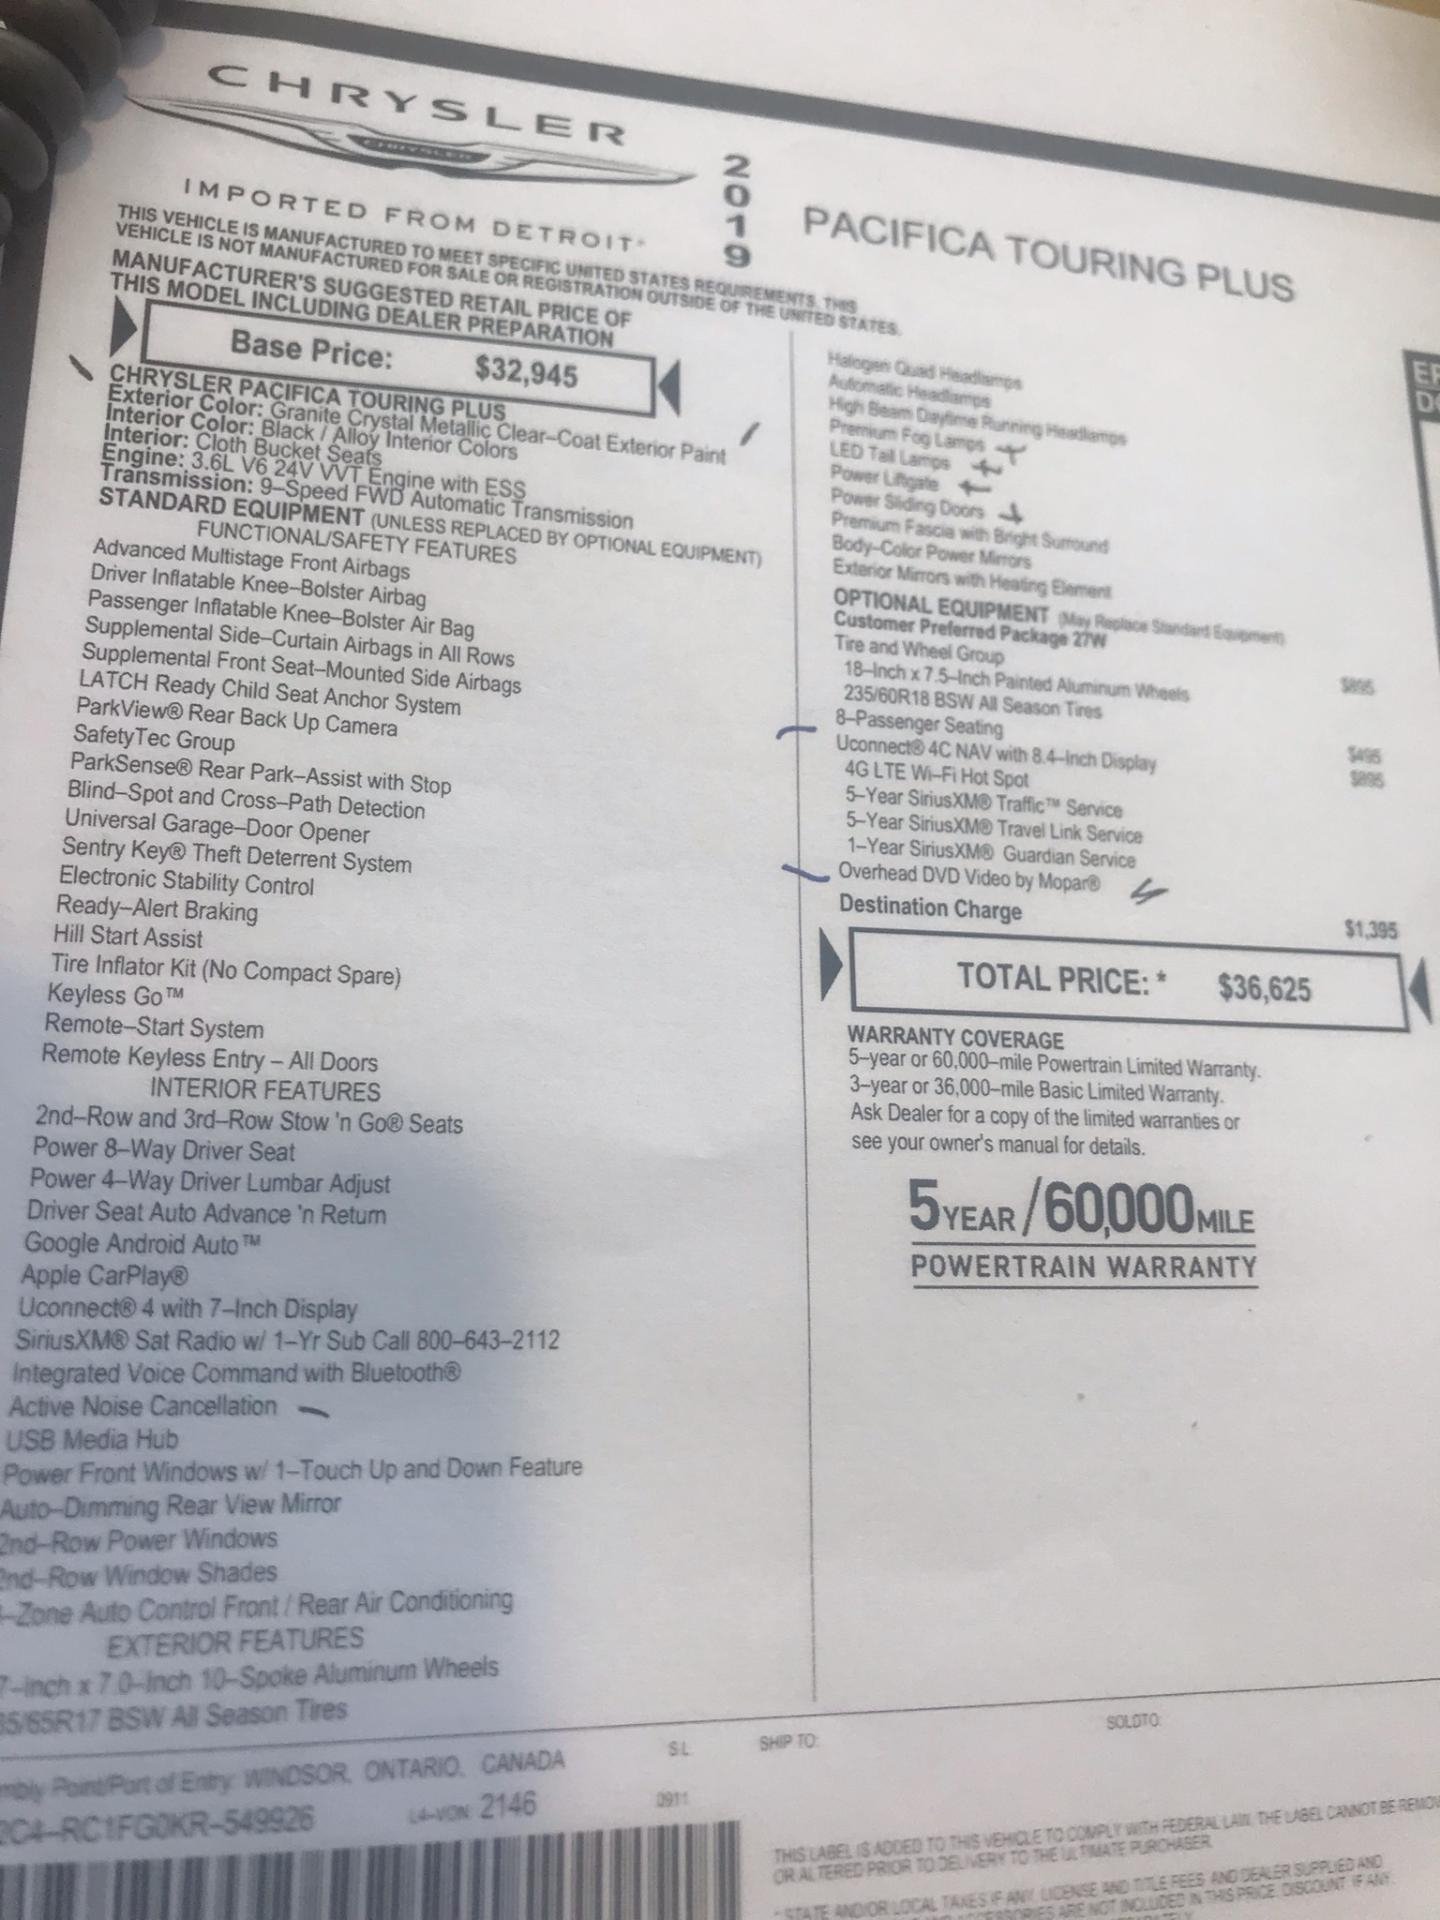 CHRYSLER
CHRYSLER
IMPORTED FROM DETROIT
2019
PACIFICA TOURING PLUS
THIS VEHICLE IS MANUFACTURED TO MEET SPECIFIC UNITED STATES REQUIREMENTS. THIS
VEHICLE IS NOT MANUFACTURED FOR SALE OR REGISTRATION OUTSIDE OF THE UNITED STATES.
MANUFACTURER'S SUGGESTED RETAIL PRICE OF
THIS MODEL INCLUDING DEALER PREPARATION
Base Price: $32,945
CHRYSLER PACIFICA TOURING PLUS
Exterior Color: Granite Crystal Metallic Clear–Coat Exterior Paint
Interior Color: Black / Alloy Interior Colors
Interior: Cloth Bucket Seats
Engine: 3.6L V6 24V VVT Engine with ESS
Transmission: 9–Speed FWD Automatic Transmission
STANDARD EQUIPMENT (UNLESS REPLACED BY OPTIONAL EQUIPMENT)
FUNCTIONAL/SAFETY FEATURES
Advanced Multistage Front Airbags
Driver Inflatable Knee–Bolster Airbag
Passenger Inflatable Knee–Bolster Air Bag
Supplemental Side–Curtain Airbags in All Rows
Supplemental Front Seat–Mounted Side Airbags
LATCH Ready Child Seat Anchor System
ParkView® Rear Back Up Camera
SafetyTec Group
ParkSense® Rear Park–Assist with Stop
Blind–Spot and Cross–Path Detection
Universal Garage–Door Opener
Sentry Key® Theft Deterrent System
Electronic Stability Control
Ready–Alert Braking
Hill Start Assist
Tire Inflator Kit (No Compact Spare)
Keyless Go™
Remote–Start System
Remote Keyless Entry – All Doors
INTERIOR FEATURES
2nd–Row and 3rd–Row Stow 'n Go® Seats
Power 8–Way Driver Seat
Power 4–Way Driver Lumbar Adjust
Driver Seat Auto Advance 'n Return
Google Android Auto™
Apple CarPlay®
Uconnect® 4 with 7–Inch Display
SiriusXM® Sat Radio w/ 1–Yr Sub Call 800–643–2112
Integrated Voice Command with Bluetooth®
Active Noise Cancellation
USB Media Hub
Power Front Windows w/ 1–Touch Up and Down Feature
Auto–Dimming Rear View Mirror
2nd–Row Power Windows
2nd–Row Window Shades
–Zone Auto Control Front / Rear Air Conditioning
EXTERIOR FEATURES
7–Inch x 7.0–Inch 10–Spoke Aluminum Wheels
35/65R17 BSW All Season Tires
Halogen Quad Headlamps
Automatic Headlamps
High Beam Daytime Running Headlamps
Premium Fog Lamps
LED Tail Lamps
Power Liftgate
Power Sliding Doors
Premium Fascia with Bright Surround
Body–Color Power Mirrors
Exterior Mirrors with Heating Element
OPTIONAL EQUIPMENT (May Replace Standard Equipment)
Customer Preferred Package 27W
Tire and Wheel Group $895
18–Inch x 7.5–Inch Painted Aluminum Wheels
235/60R18 BSW All Season Tires
8–Passenger Seating $495
Uconnect® 4C NAV with 8.4–Inch Display $895
4G LTE Wi–Fi Hot Spot
5–Year SiriusXM® Traffic™ Service
5–Year SiriusXM® Travel Link Service
1–Year SiriusXM® Guardian Service
Overhead DVD Video by Mopar®
Destination Charge $1,395
TOTAL PRICE: * $36,625
WARRANTY COVERAGE
5–year or 60,000–mile Powertrain Limited Warranty.
3–year or 36,000–mile Basic Limited Warranty.
Ask Dealer for a copy of the limited warranties or
see your owner's manual for details.
5 YEAR / 60,000 MILE
POWERTRAIN WARRANTY
mbly Point/Port of Entry: WINDSOR, ONTARIO, CANADA
C4–RC1FG0KR–549926
L4–VON: 2146
S.L.
0911
SHIP TO:
SOLD TO:
THIS LABEL IS ADDED TO THIS VEHICLE TO COMPLY WITH FEDERAL LAW. THE LABEL CANNOT BE REMOV
OR ALTERED PRIOR TO DELIVERY TO THE ULTIMATE PURCHASER.
* STATE AND/OR LOCAL TAXES IF ANY, LICENSE AND TITLE FEES AND DEALER SUPPLIED AND
ACCESSORIES ARE NOT INCLUDED IN THIS PRICE. DISCOUNT, IF ANY